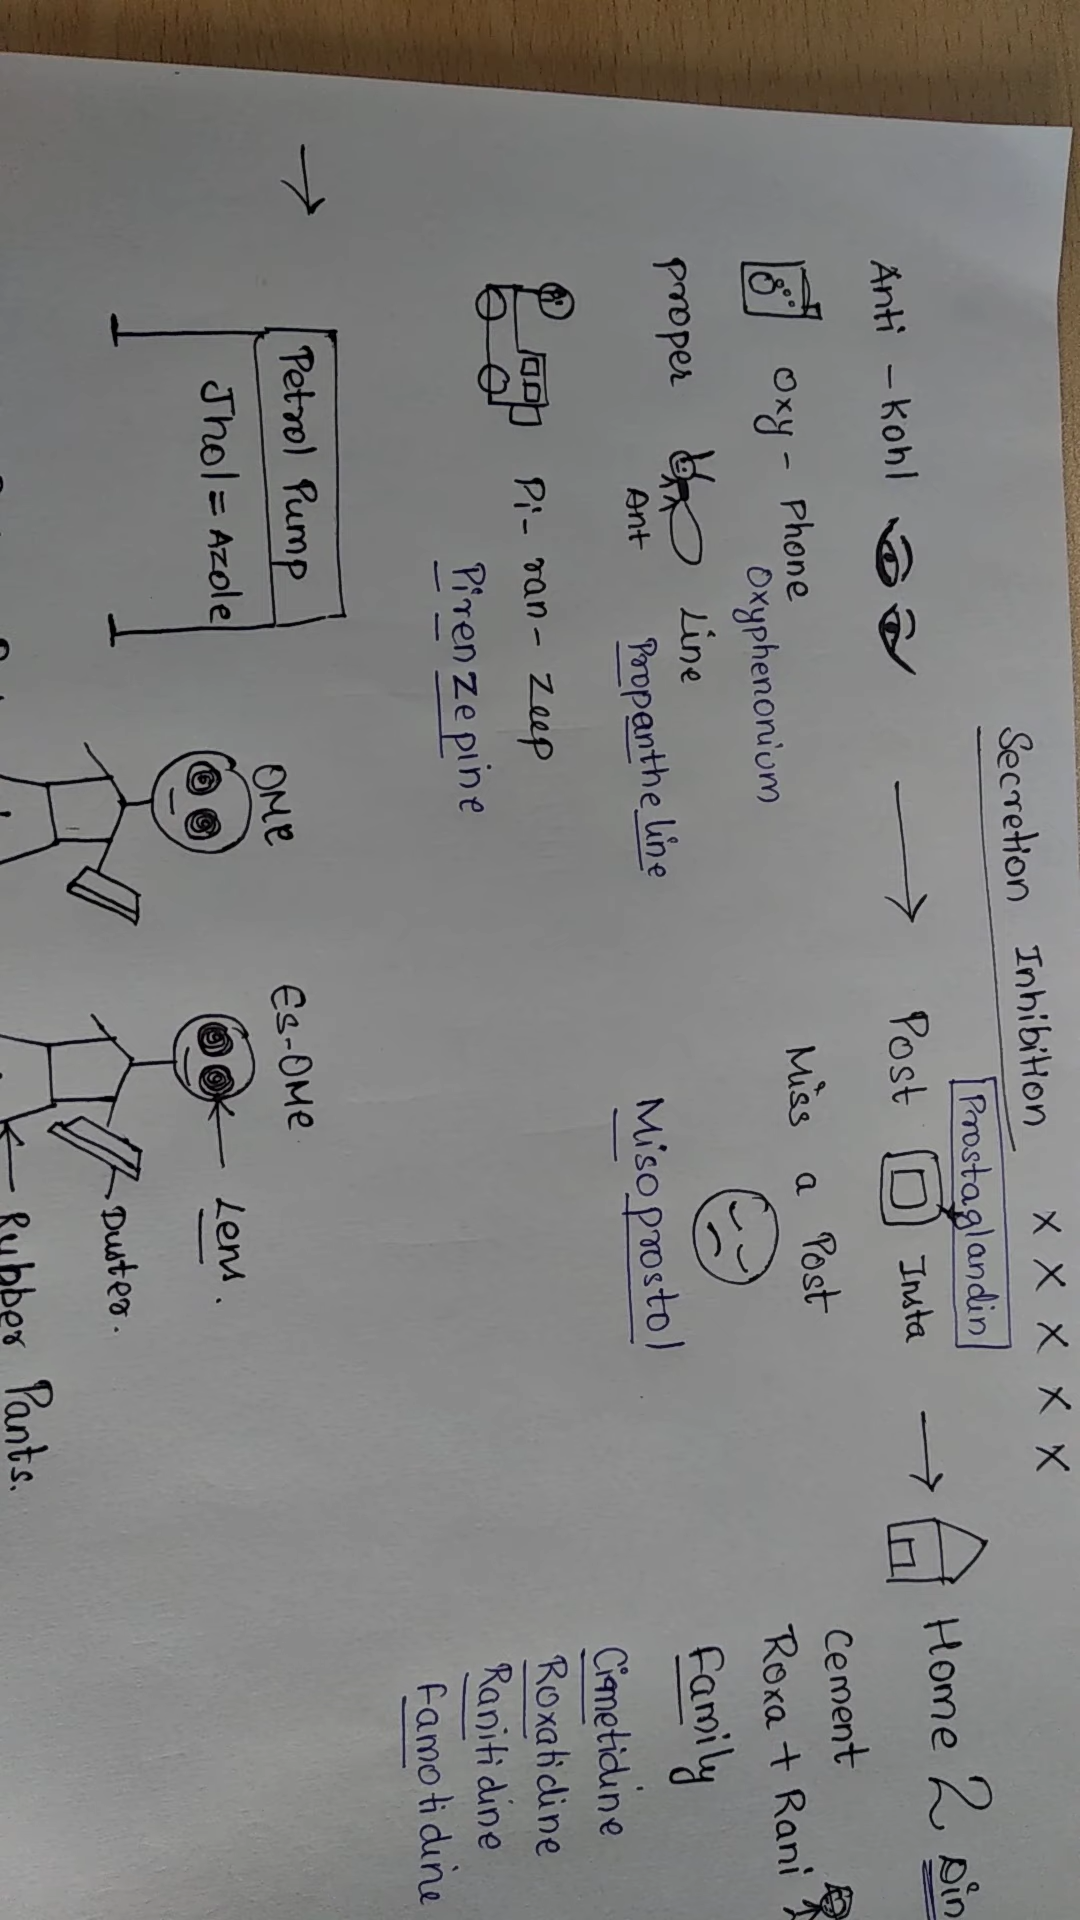 Secretion Inhibition X X X X X
Prostaglandin
Anti - Kohl → Post Insta → Home 2 Din
Oxy - Phone
Oxyphenonium
Proper Ant Line
Propantheline
Pi - ran - Zeep
Pirenzepine
Miss a Post
Misoprostol
Cement
Roxa + Rani
Family
Cimetidine
Roxatidine
Ranitidine
Famotidine
→ Petrol Pump
Jhol = Azole
OMe
Es-OMe
← Lens.
Duster.
← Rubber Pants.